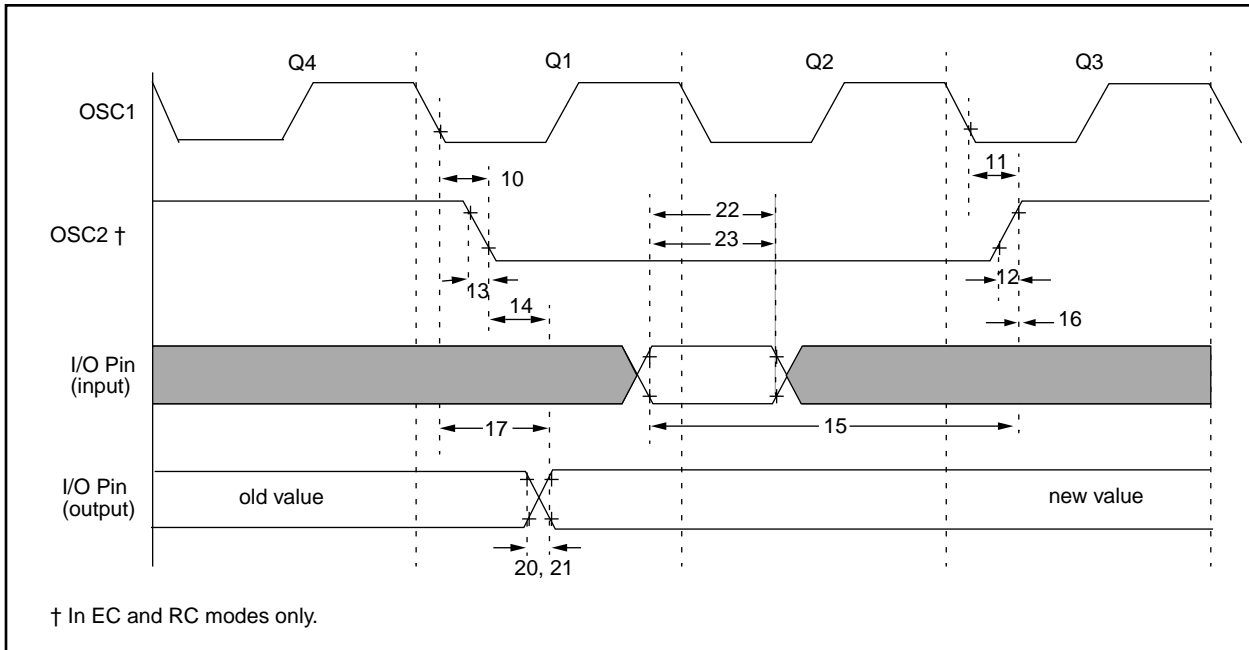 Q4
Q1
Q2
Q3
OSC1
10
11
22
OSC2 †
23
13
12
14
16
I/O Pin
(input)
17
15
I/O Pin
(output)
old value
new value
20, 21
† In EC and RC modes only.